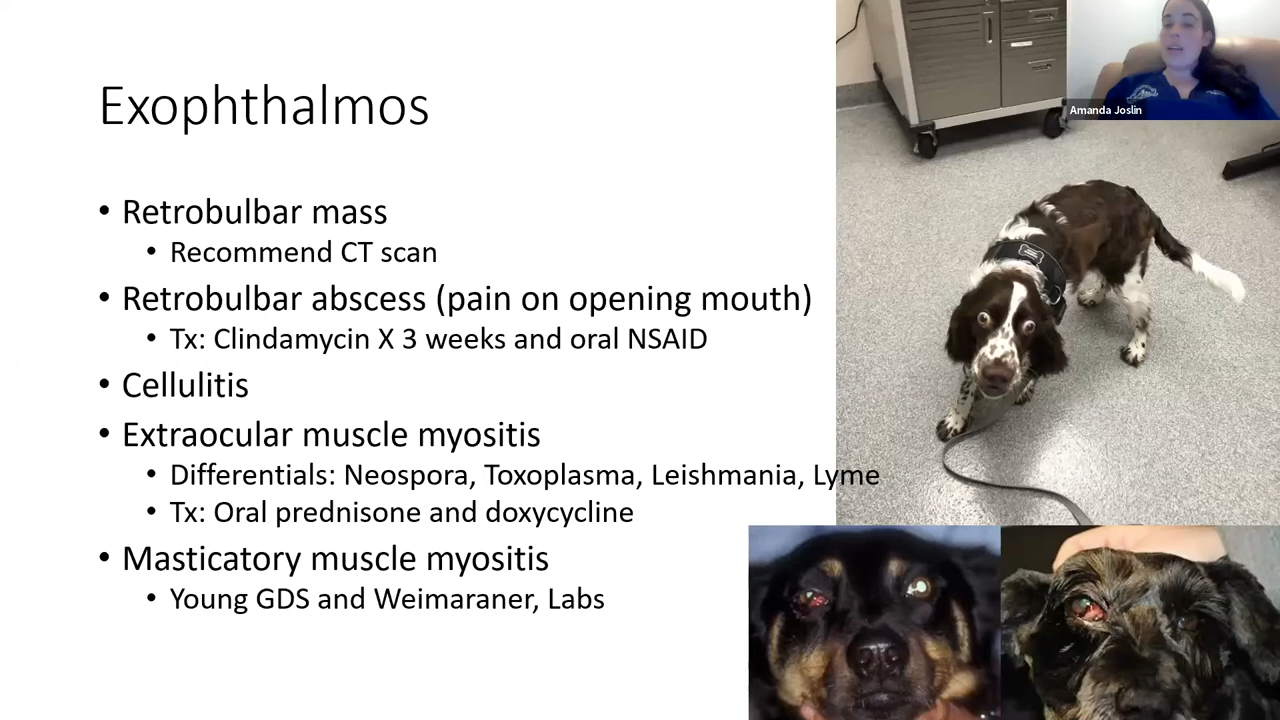 Exophthalmos
• Retrobulbar mass
• Recommend CT scan
• Retrobulbar abscess (pain on opening mouth)
• Tx: Clindamycin X 3 weeks and oral NSAID
• Cellulitis
• Extraocular muscle myositis
• Differentials: Neospora, Toxoplasma, Leishmania, Lyme
• Tx: Oral prednisone and doxycycline
• Masticatory muscle myositis
• Young GDS and Weimaraner, Labs
Amanda Joslin